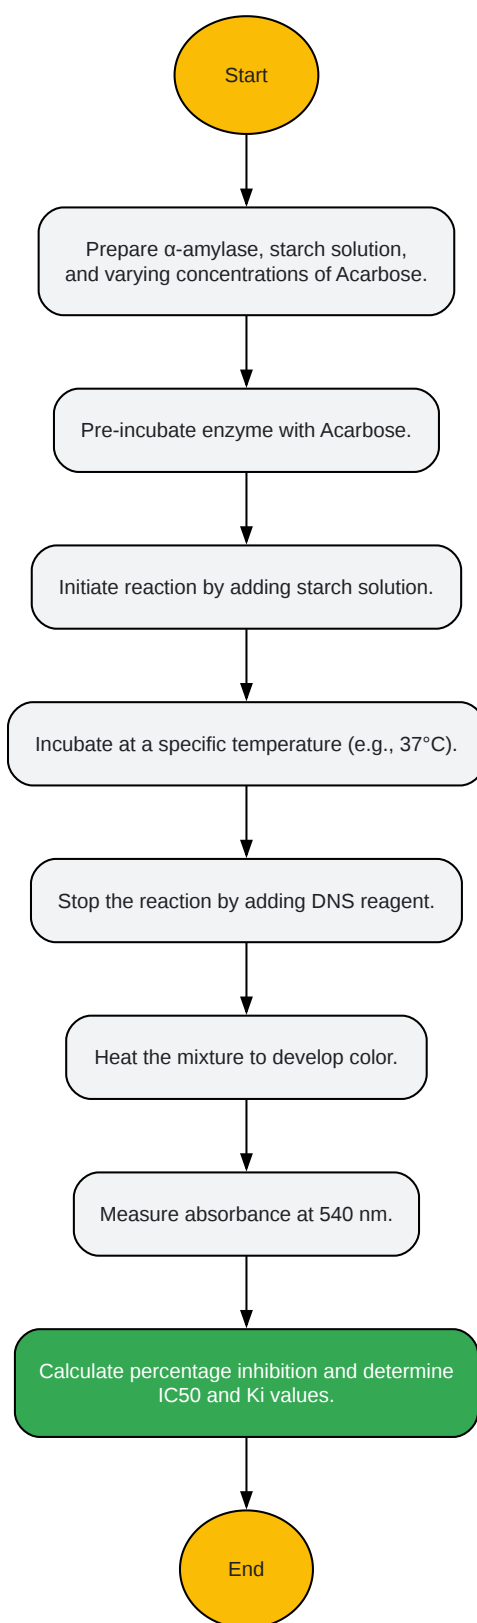 Start
Prepare α-amylase, starch solution,
and varying concentrations of Acarbose.
Pre-incubate enzyme with Acarbose.
Initiate reaction by adding starch solution.
Incubate at a specific temperature (e.g., 37°C).
Stop the reaction by adding DNS reagent.
Heat the mixture to develop color.
Measure absorbance at 540 nm.
Calculate percentage inhibition and determine
IC50 and Ki values.
End